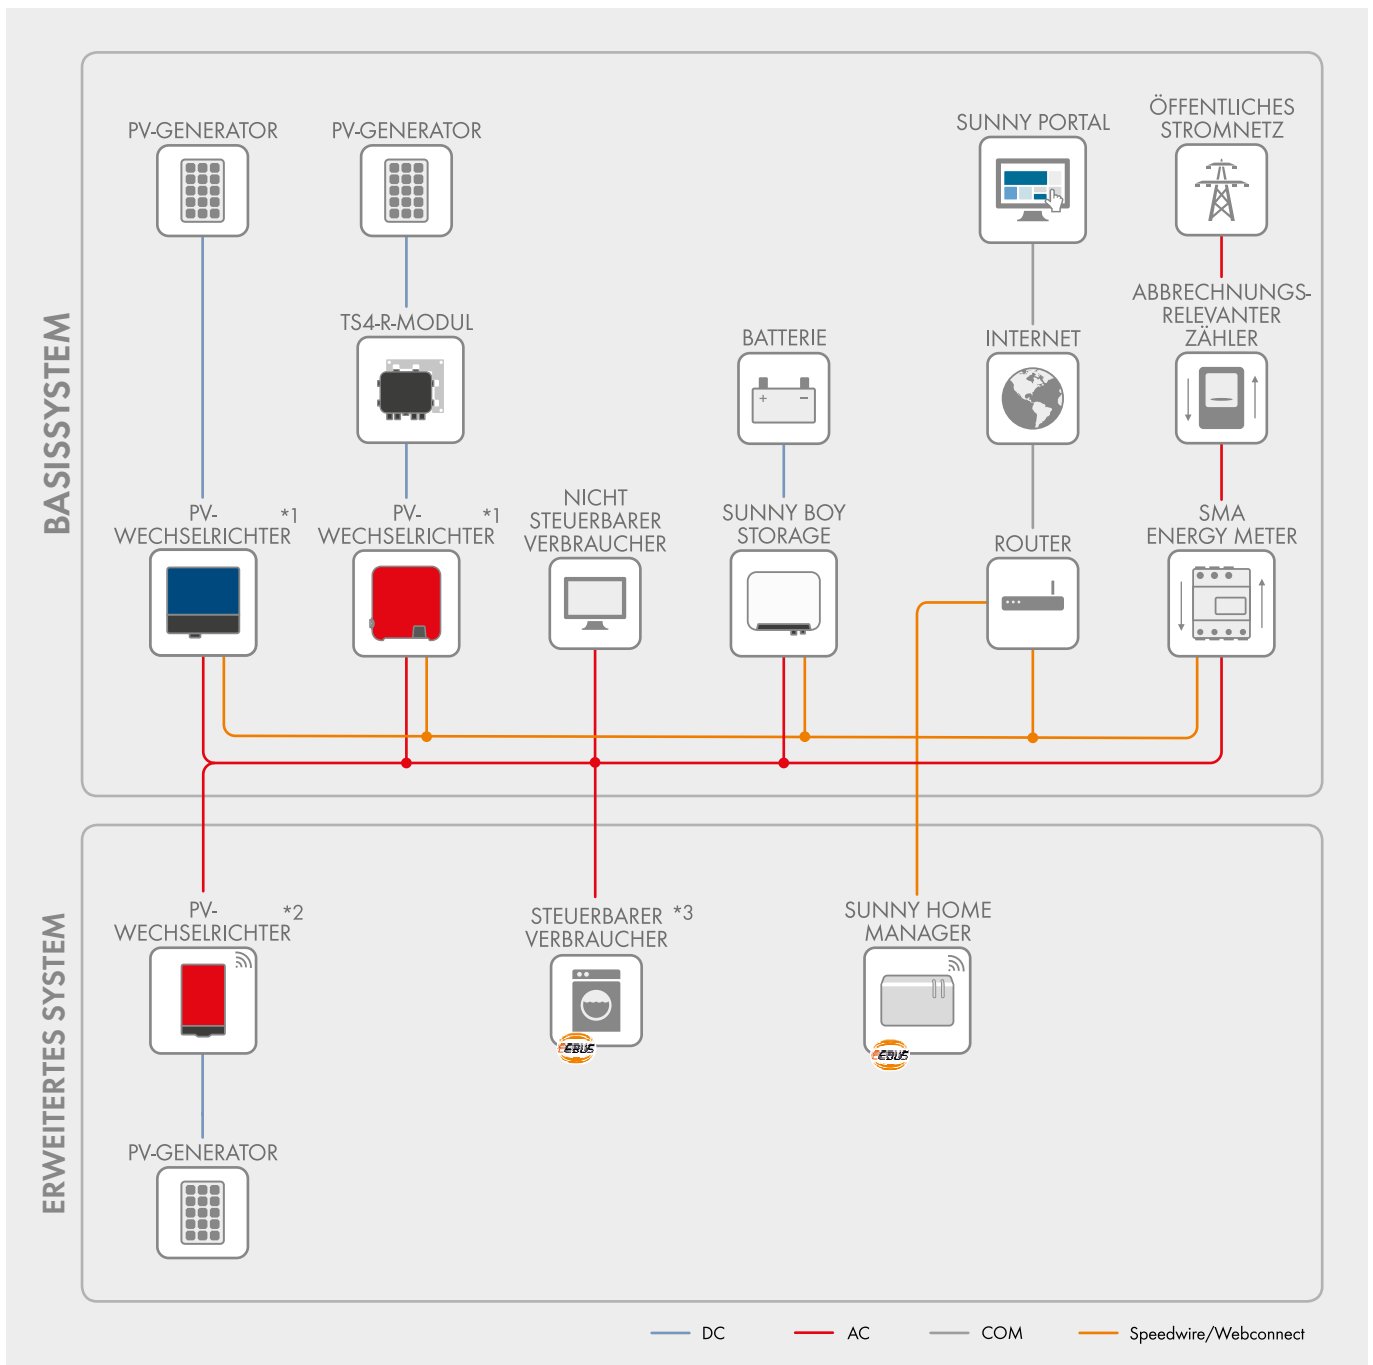 BASISSYSTEM
PV-GENERATOR
PV-GENERATOR
SUNNY PORTAL
ÖFFENTLICHES
STROMNETZ
TS4-R-MODUL
BATTERIE
INTERNET
ABBRECHNUNGS-
RELEVANTER
ZÄHLER
PV-
WECHSELRICHTER *1
PV-
WECHSELRICHTER *1
NICHT
STEUERBARER
VERBRAUCHER
SUNNY BOY
STORAGE
ROUTER
SMA
ENERGY METER
ERWEITERTES SYSTEM
PV-
WECHSELRICHTER *2
STEUERBARER *3
VERBRAUCHER
EEBUS
SUNNY HOME
MANAGER
EEBUS
PV-GENERATOR
DC
AC
COM
Speedwire/Webconnect